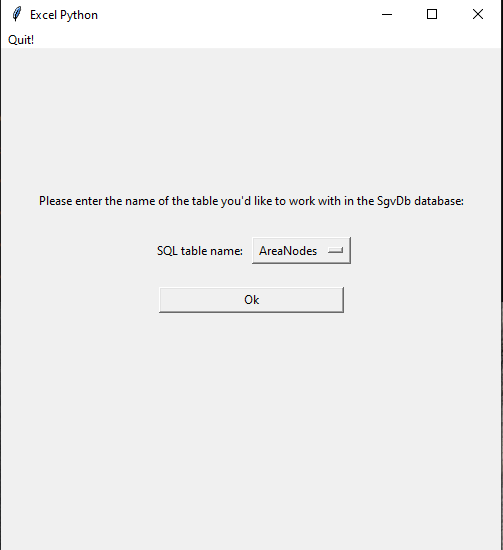 Excel Python
Quit!
Please enter the name of the table you'd like to work with in the SgvDb database:
SQL table name: AreaNodes
Ok